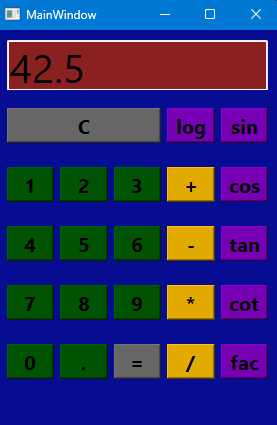 MainWindow
42.5
C log sin
1 2 3 + cos
4 5 6 - tan
7 8 9 * cot
0 . = / fac